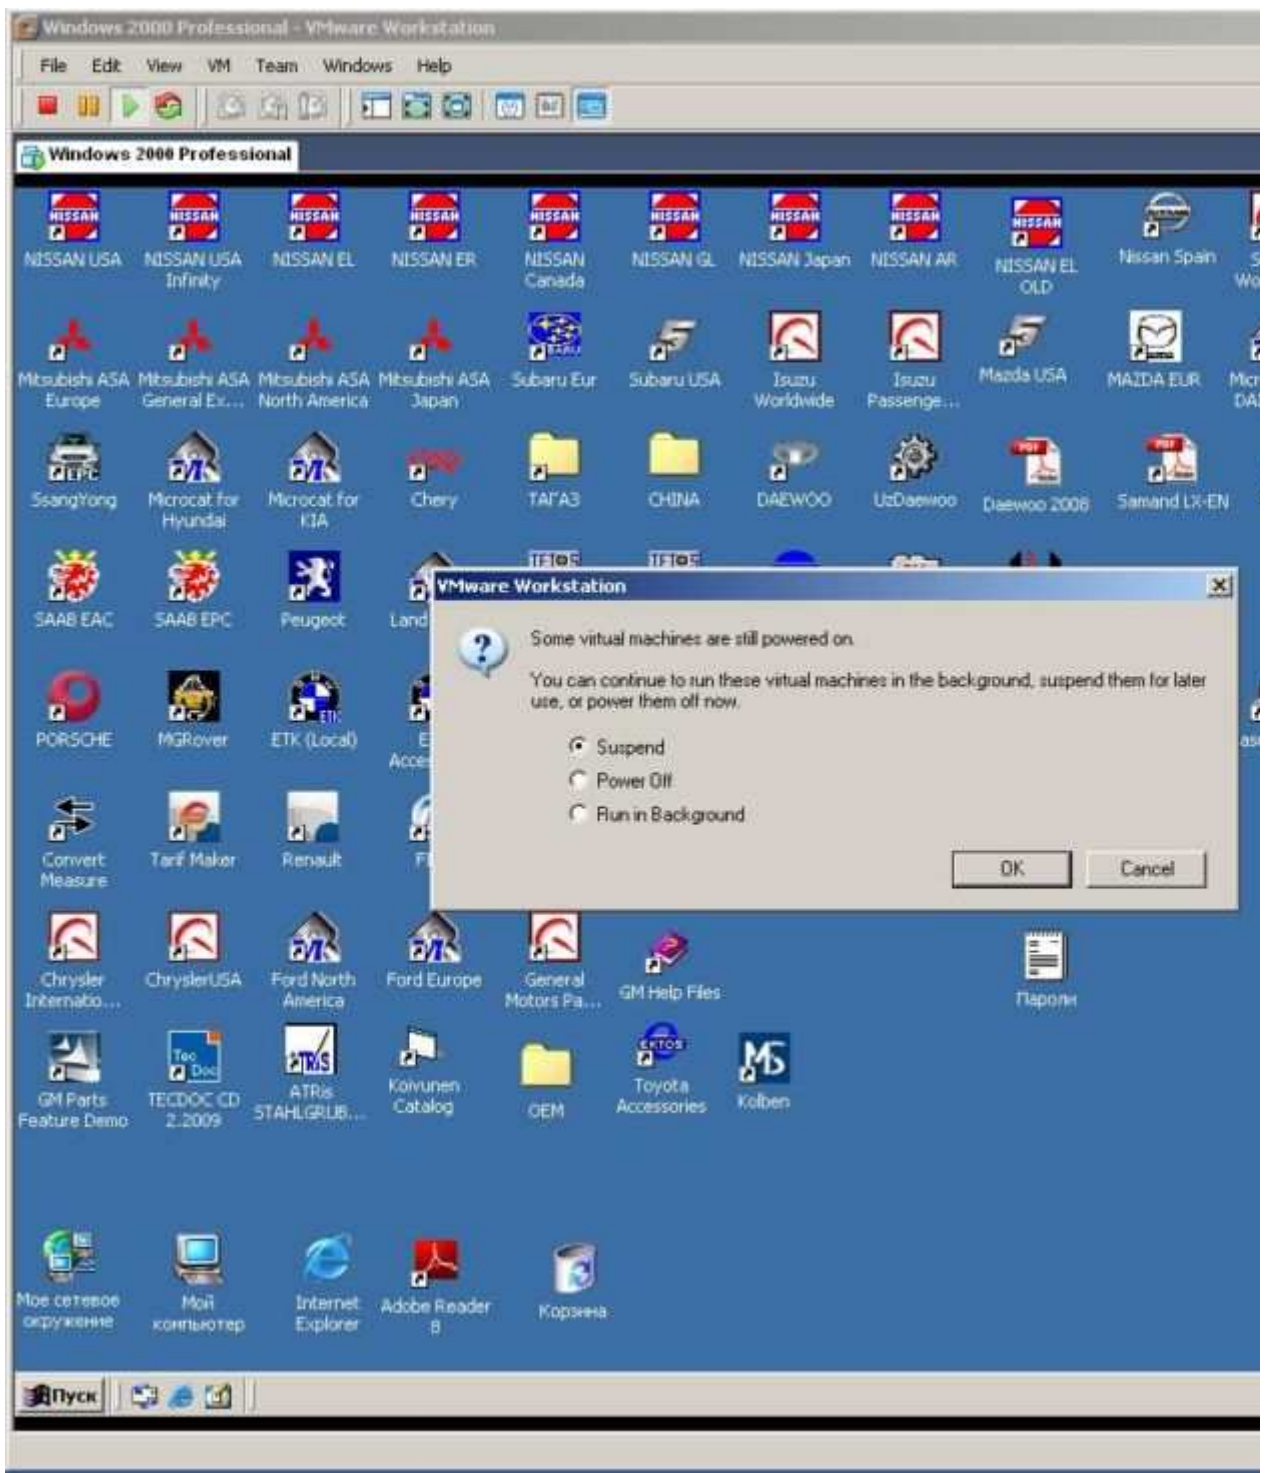 Windows 2000 Professional - VMware Workstation
File Edit View VM Team Windows Help
Windows 2000 Professional
NISSAN USA
NISSAN USA
Infinity
NISSAN EL
NISSAN ER
NISSAN
Canada
NISSAN GL
NISSAN Japan
NISSAN AR
NISSAN EL
OLD
Nissan Spain
Mitsubishi ASA
Europe
Mitsubishi ASA
General Ex...
Mitsubishi ASA
North America
Mitsubishi ASA
Japan
Subaru Eur
Subaru USA
Isuzu
Worldwide
Isuzu
Passenge...
Mazda USA
MAZDA EUR
SsangYong
Microcat for
Hyundai
Microcat for
KIA
Chery
ТАГАЗ
CHINA
DAEWOO
UzDaewoo
Daewoo 2008
Samand LX-EN
SAAB EAC
SAAB EPC
Peugeot
Land
VMware Workstation
Some virtual machines are still powered on.
You can continue to run these virtual machines in the background, suspend them for later
use, or power them off now.
Suspend
Power Off
Run in Background
OK Cancel
PORSCHE
MGRover
ETK (Local)
Convert
Measure
Tarif Maker
Renault
Chrysler
Internatio...
ChryslerUSA
Ford North
America
Ford Europe
General
Motors Pa...
GM Help Files
Пароли
GM Parts
Feature Demo
TECDOC CD
2.2009
ATRis
STAHLGRUB...
Koivunen
Catalog
OEM
Toyota
Accessories
Kolben
Мое сетевое
окружение
Мой
компьютер
Internet
Explorer
Adobe Reader
8
Корзина
Пуск